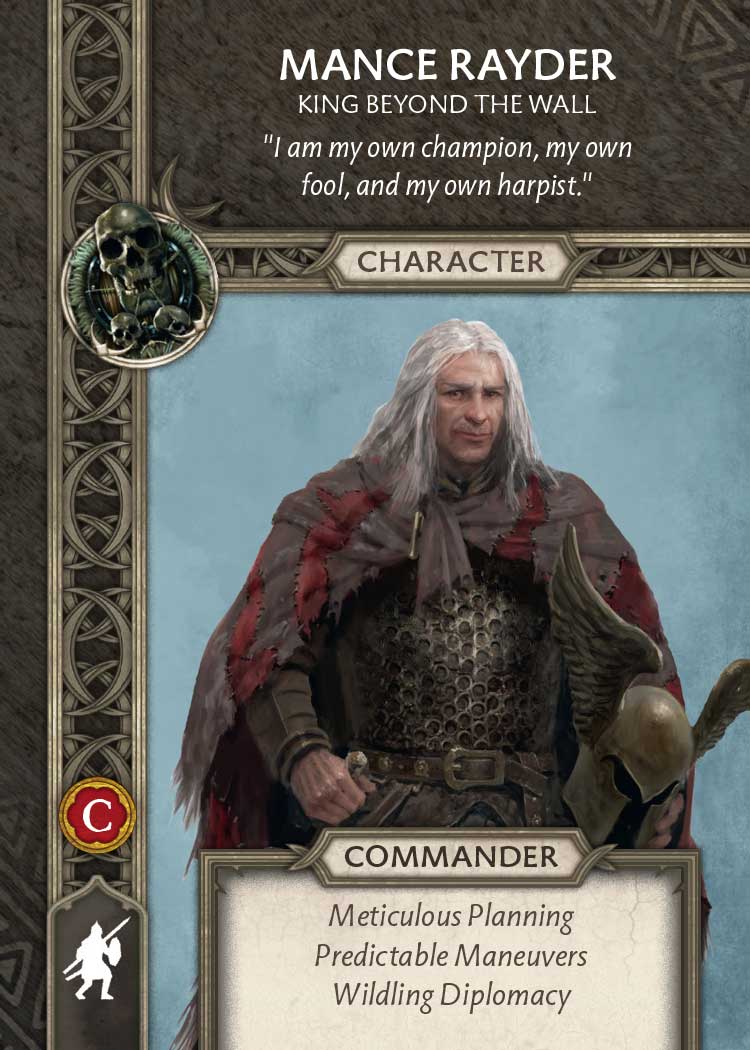 MANCE RAYDER
KING BEYOND THE WALL
"I am my own champion, my own
fool, and my own harpist."
CHARACTER
C
COMMANDER
Meticulous Planning
Predictable Maneuvers
Wildling Diplomacy